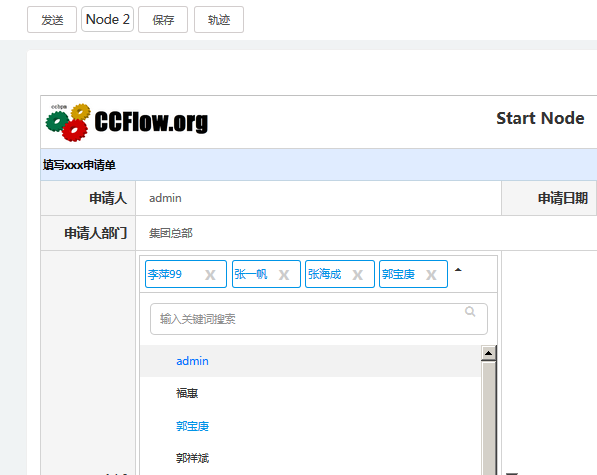 发送 Node 2 保存 轨迹
ccbpm
CCFlow.org Start Node
填写xxx申请单
申请人 admin 申请日期
申请人部门 集团总部
李萍99 X 张一帆 X 张海成 X 郭宝庚 X
输入关键词搜索
admin
福惠
郭宝庚
郭祥斌